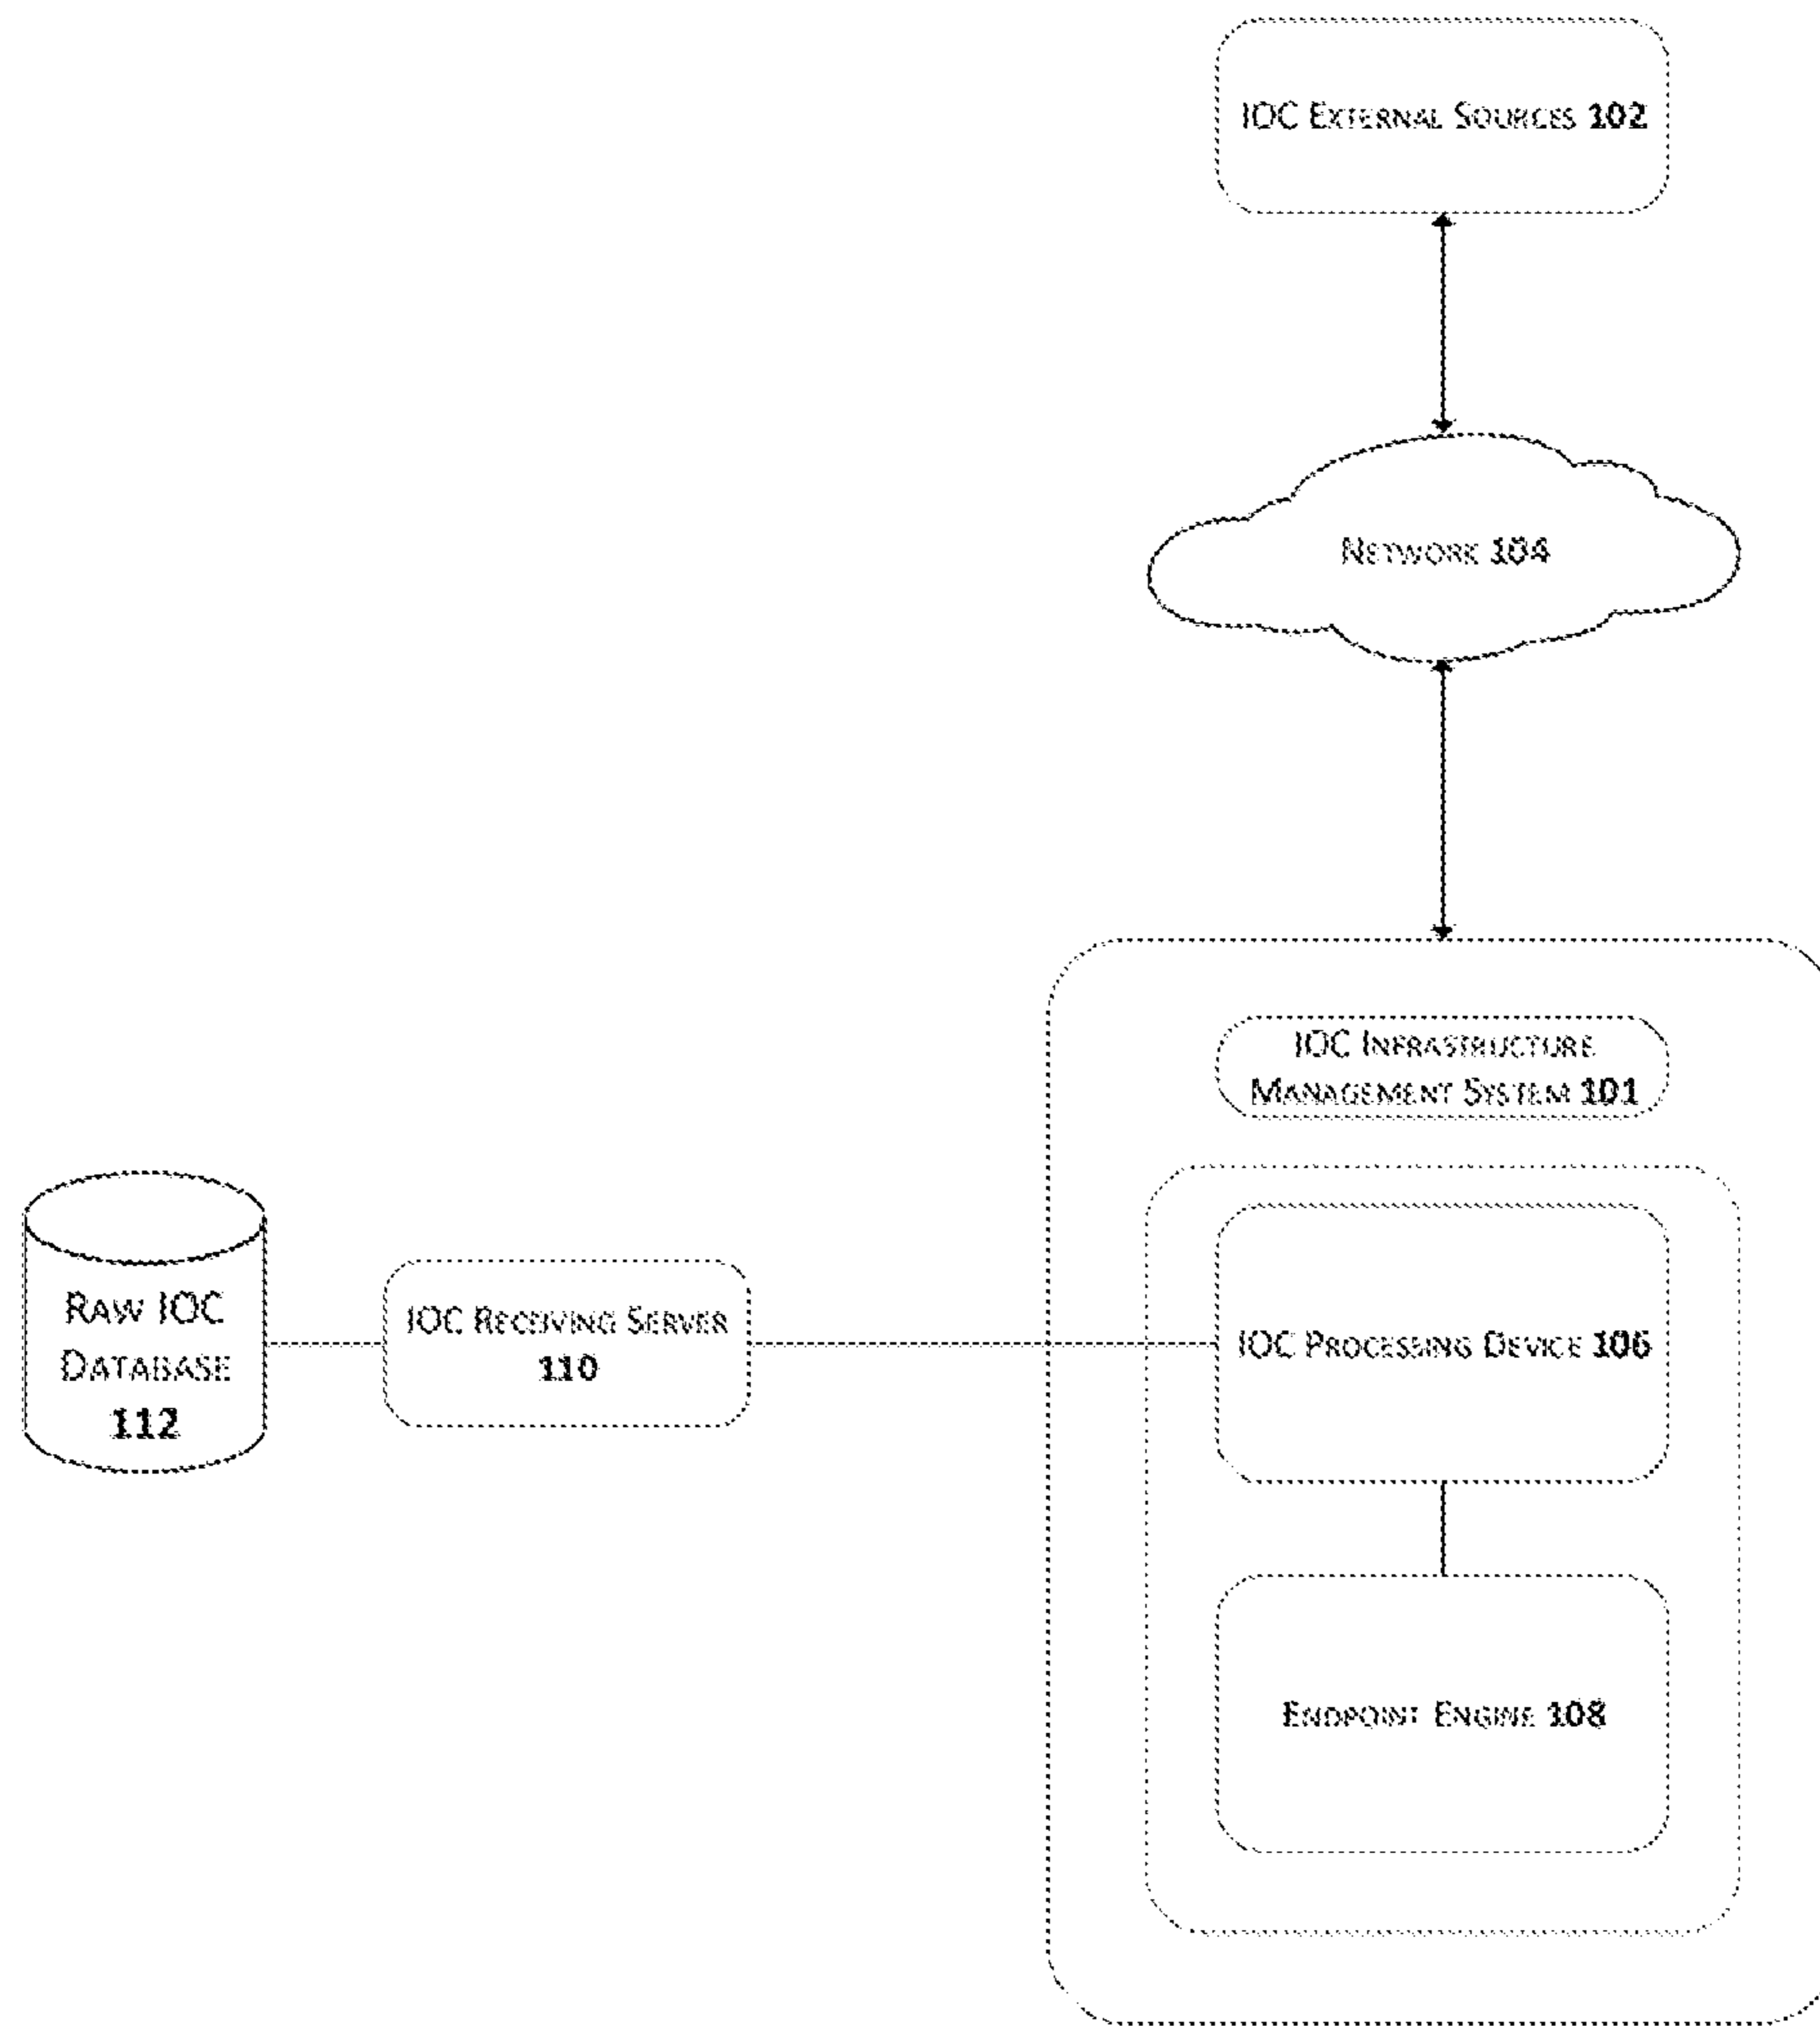 IOC EXTERNAL SOURCES 102
NETWORK 104
IOC INFRASTRUCTURE
MANAGEMENT SYSTEM 101
RAW IOC
DATABASE
112
IOC RECEIVING SERVER
110
IOC PROCESSING DEVICE 106
ENDPOINT ENGINE 108